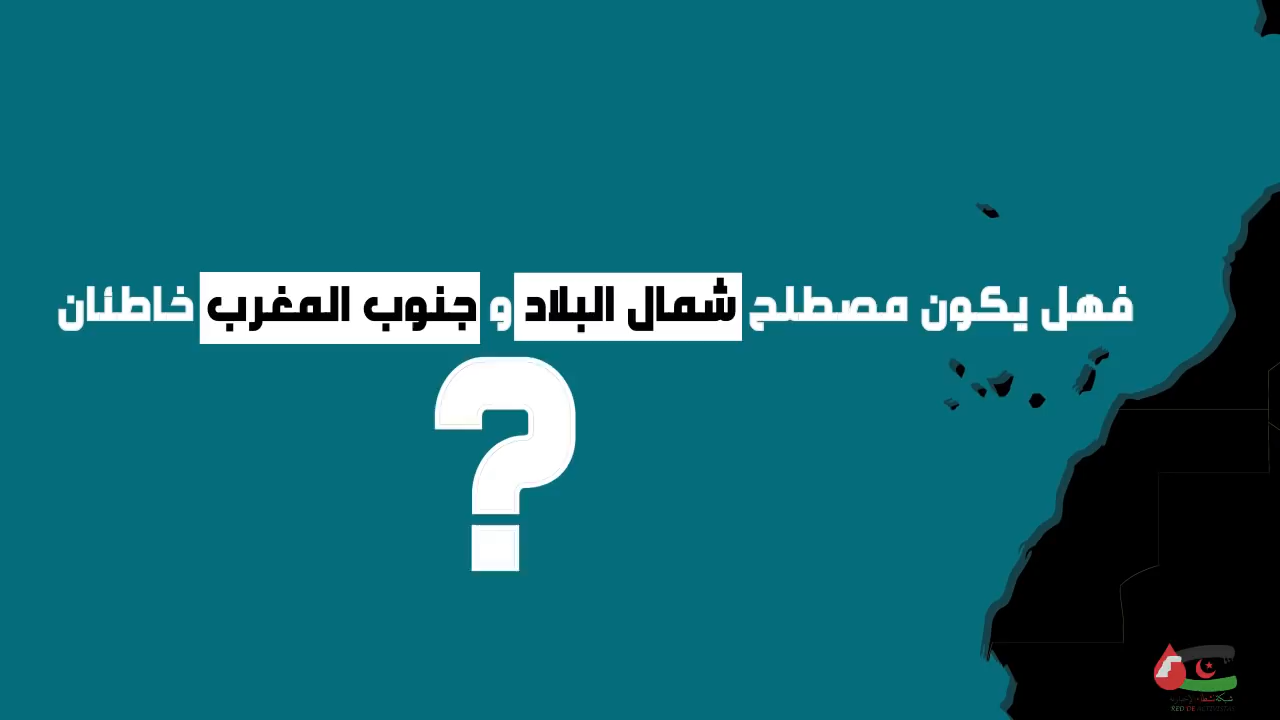 فهل يكون مصطلح شمال البلاد و جنوب المغرب خاطئان
?